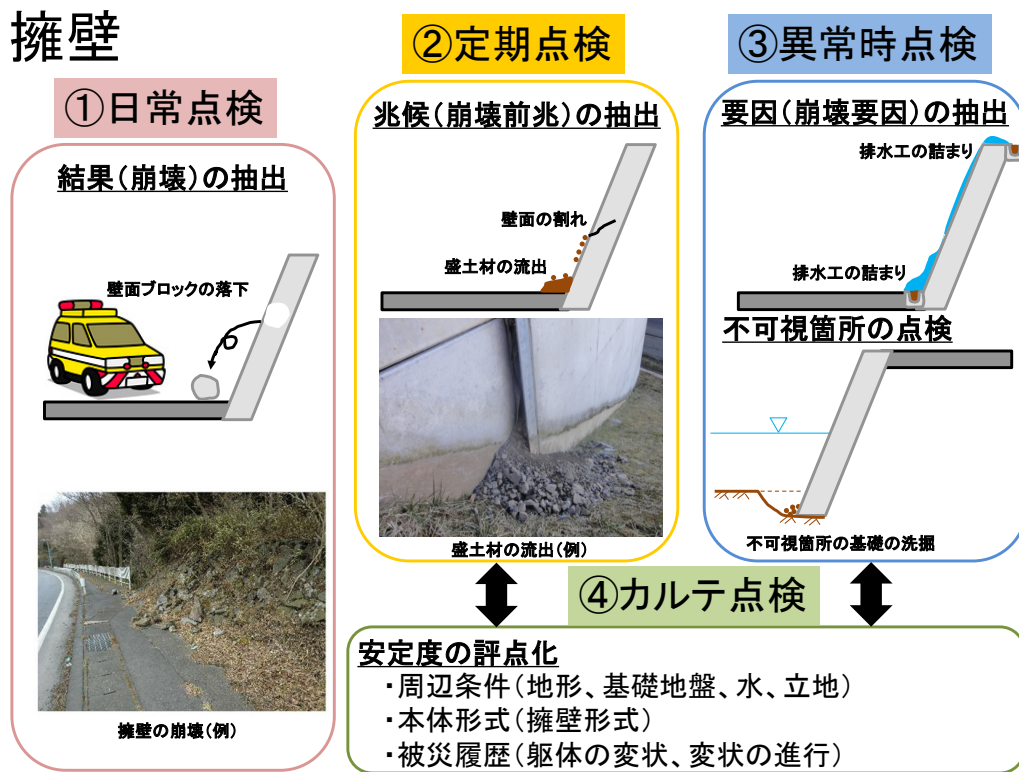 擁壁
①日常点検
結果(崩壊)の抽出
壁面ブロックの落下
擁壁の崩壊(例)
②定期点検
兆候(崩壊前兆)の抽出
壁面の割れ
盛土材の流出
盛土材の流出(例)
③異常時点検
要因(崩壊要因)の抽出
排水工の詰まり
排水工の詰まり
不可視箇所の点検
不可視箇所の基礎の洗掘
④カルテ点検
安定度の評点化
・周辺条件(地形、基礎地盤、水、立地)
・本体形式(擁壁形式)
・被災履歴(躯体の変状、変状の進行)